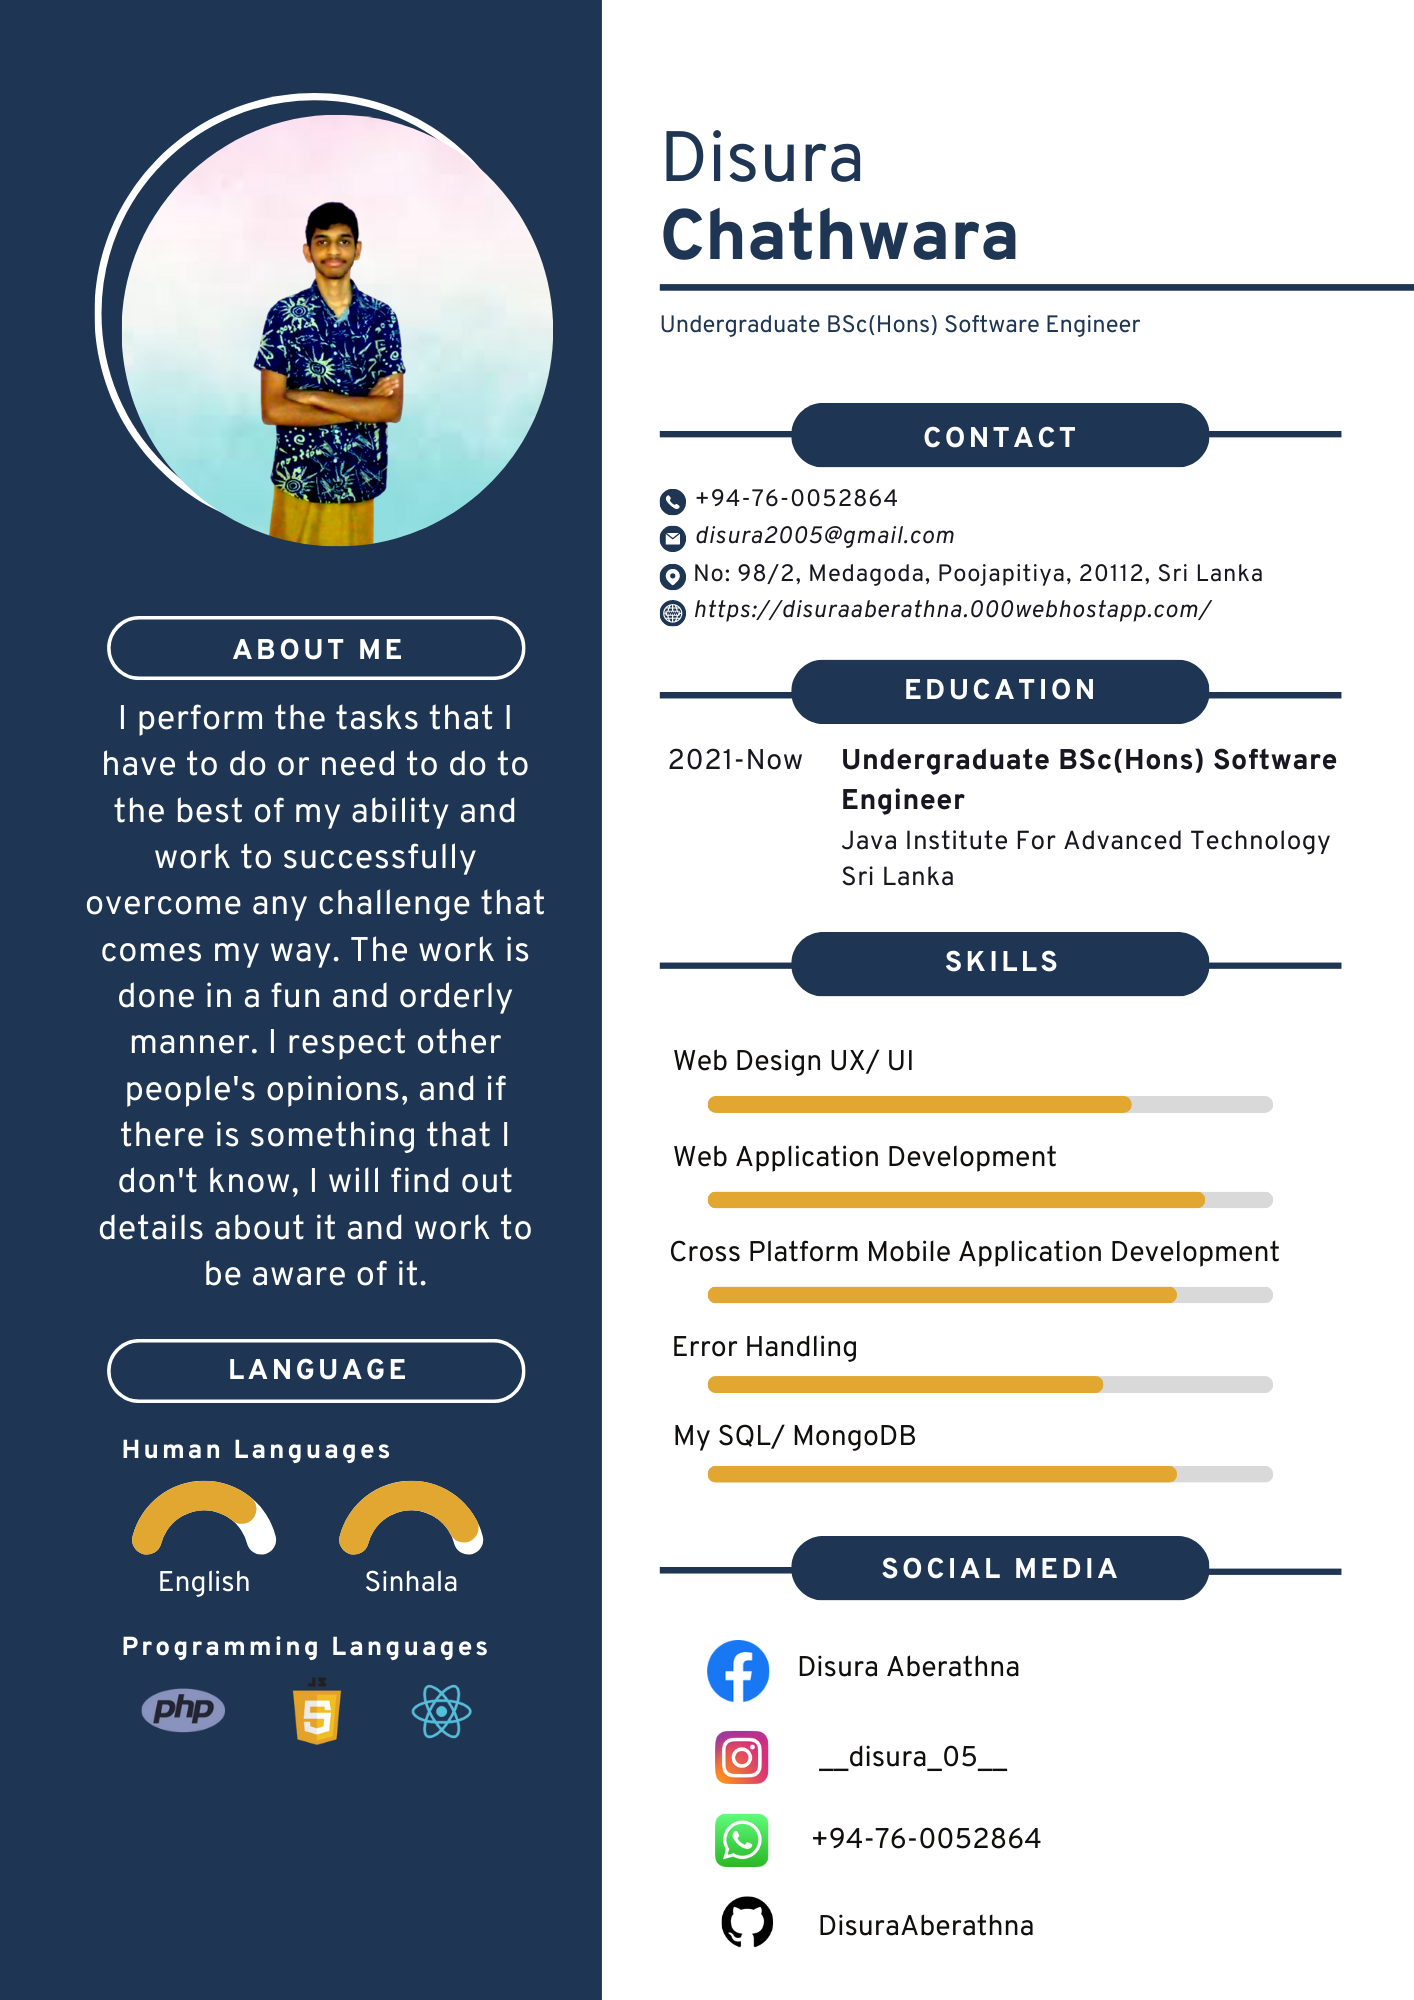 Disura
Chathwara
Undergraduate BSc(Hons) Software Engineer
CONTACT
+94-76-0052864
disura2005@gmail.com
No: 98/2, Medagoda, Poojapitiya, 20112, Sri Lanka
https://disuraaberathna.000webhostapp.com/
EDUCATION
2021-Now
Undergraduate BSc(Hons) Software
Engineer
Java Institute For Advanced Technology
Sri Lanka
SKILLS
Web Design UX/ UI
Web Application Development
Cross Platform Mobile Application Development
Error Handling
My SQL/ MongoDB
SOCIAL MEDIA
Disura Aberathna
__disura_05__
+94-76-0052864
DisuraAberathna
ABOUT ME
I perform the tasks that I
have to do or need to do to
the best of my ability and
work to successfully
overcome any challenge that
comes my way. The work is
done in a fun and orderly
manner. I respect other
people's opinions, and if
there is something that I
don't know, I will find out
details about it and work to
be aware of it.
LANGUAGE
Human Languages
English
Sinhala
Programming Languages
php
JS
5